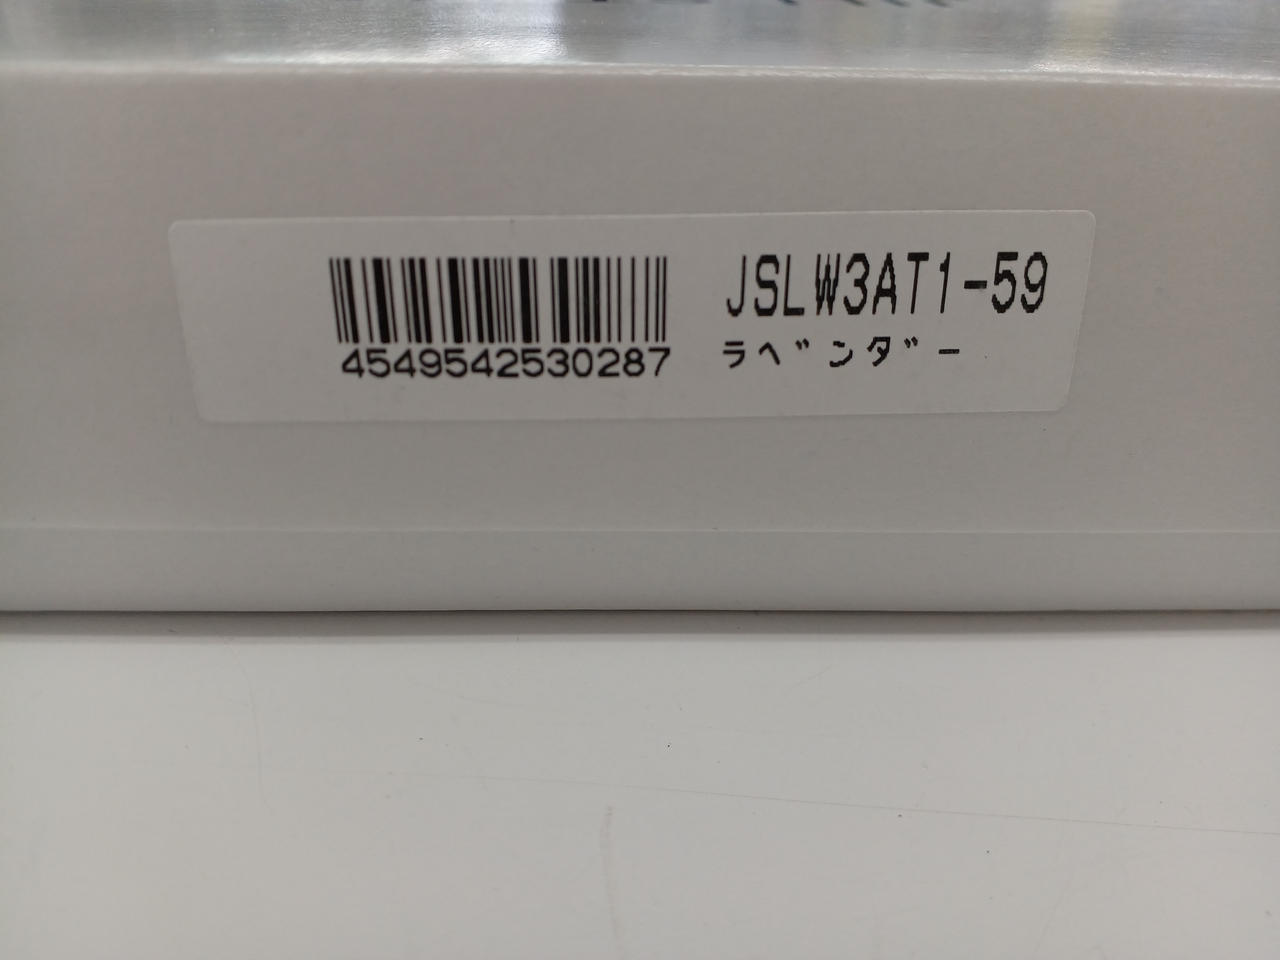 JSLW3AT1-59
4549542530287 ﾗﾍﾞﾝﾀﾞｰ